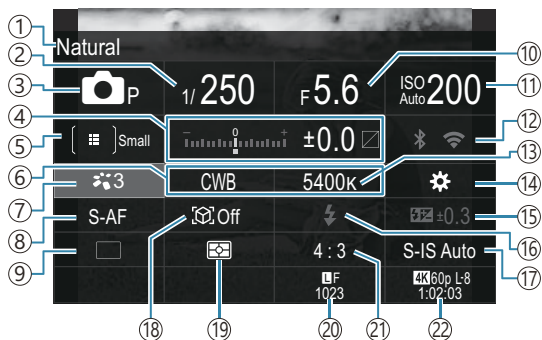 ① Natural
② 1/250
⑩ F5.6
⑪ ISO Auto 200
③ P
④ − 0 + ±0.0
⑤ Small
⑫
⑥ CWB 5400K
⑬
⑦ 3
⑭
⑧ S-AF
Off
⑮ ±0.3
⑨
4:3
⑯
S-IS Auto
⑰
L F
1023
4K 60p L-8
1:02:03
⑱ ⑲ ⑳ ㉑ ㉒